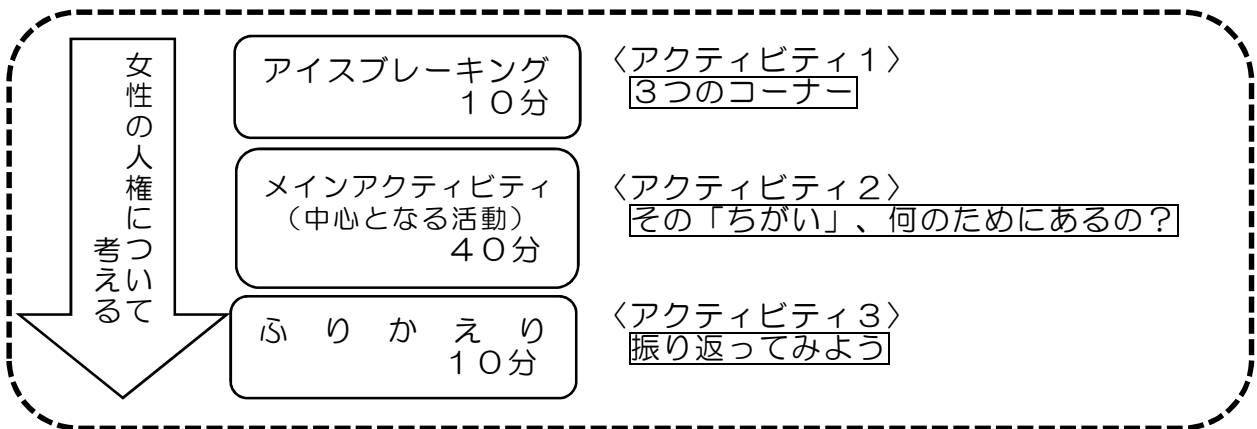 女性の人権について
考える
アイスブレーキング
１０分
〈アクティビティ１〉
３つのコーナー
メインアクティビティ
（中心となる活動）
４０分
〈アクティビティ２〉
その「ちがい」、何のためにあるの？
ふりかえり
１０分
〈アクティビティ３〉
振り返ってみよう